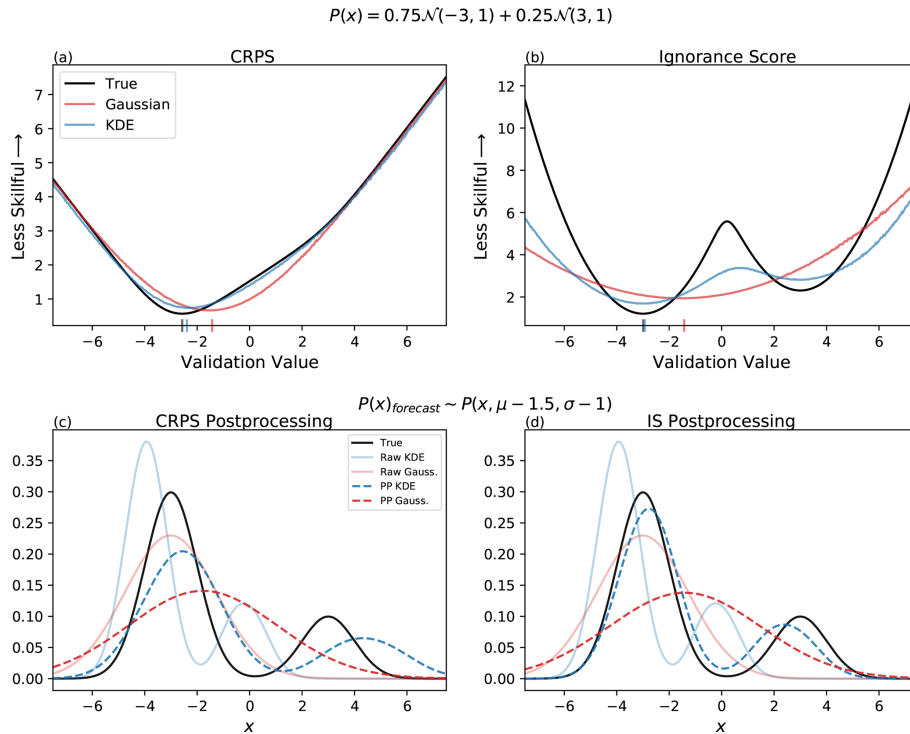 P(x) = 0.75𝒩(−3, 1) + 0.25𝒩(3, 1)
(a) CRPS
True
Gaussian
KDE
Less Skillful ⟶
7
6
5
4
3
2
1
−6 −4 −2 0 2 4 6
Validation Value
(b) Ignorance Score
Less Skillful ⟶
12
10
8
6
4
2
−6 −4 −2 0 2 4 6
Validation Value
P(x)forecast ~ P(x, μ − 1.5, σ − 1)
(c) CRPS Postprocessing
True
Raw KDE
Raw Gauss.
PP KDE
PP Gauss.
0.35
0.30
0.25
0.20
0.15
0.10
0.05
0.00
−6 −4 −2 0 2 4 6
x
(d) IS Postprocessing
0.35
0.30
0.25
0.20
0.15
0.10
0.05
0.00
−6 −4 −2 0 2 4 6
x